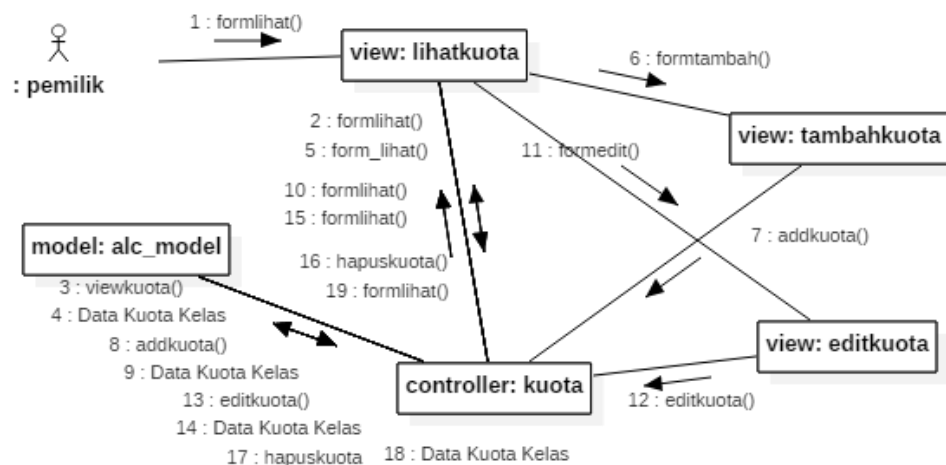 1 : formlihat()
: pemilik
view: lihatkuota
6 : formtambah()
view: tambahkuota
2 : formlihat()
5 : form_lihat()
11 : formedit()
10 : formlihat()
15 : formlihat()
7 : addkuota()
model: alc_model
16 : hapuskuota()
19 : formlihat()
3 : viewkuota()
4 : Data Kuota Kelas
8 : addkuota()
9 : Data Kuota Kelas
13 : editkuota()
14 : Data Kuota Kelas
17 : hapuskuota
18 : Data Kuota Kelas
controller: kuota
view: editkuota
12 : editkuota()